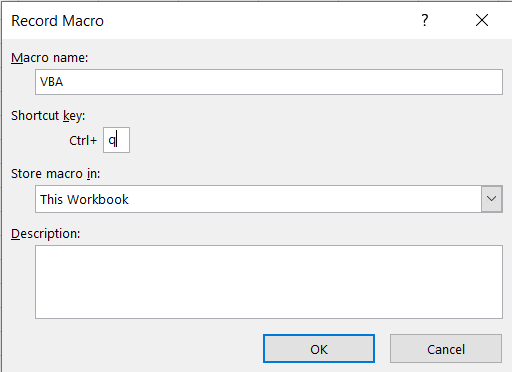 Record Macro ?
Macro name:
VBA
Shortcut key:
Ctrl+ q
Store macro in:
This Workbook
Description:
OK Cancel